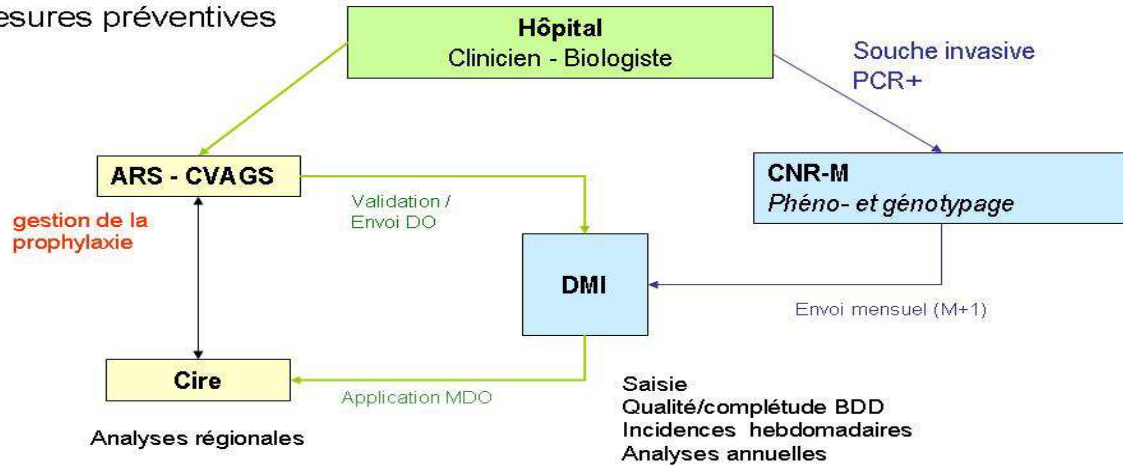 esures préventives
Hôpital
Clinicien - Biologiste
Souche invasive
PCR+
ARS - CVAGS
CNR-M
Phéno- et génotypage
gestion de la
prophylaxie
Validation /
Envoi DO
DMI
Envoi mensuel (M+1)
Cire
Application MDO
Analyses régionales
Saisie
Qualité/complétude BDD
Incidences hebdomadaires
Analyses annuelles